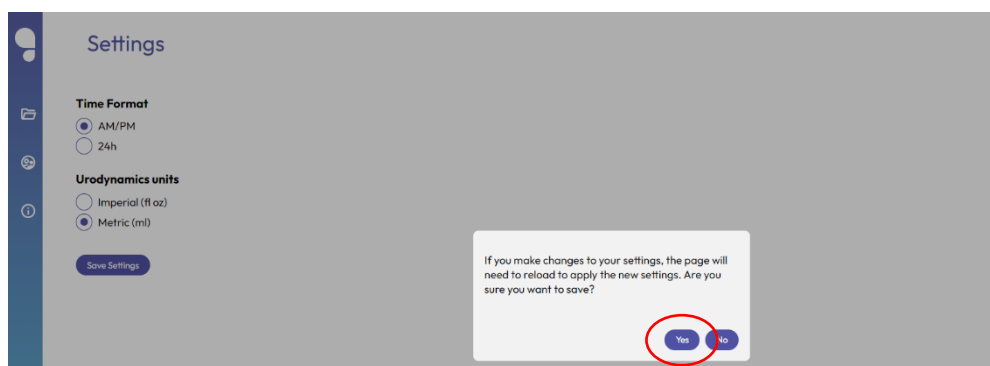 Settings
Time Format
AM/PM
24h
Urodynamics units
Imperial (fl oz)
Metric (ml)
Save Settings
If you make changes to your settings, the page will
need to reload to apply the new settings. Are you
sure you want to save?
Yes
No